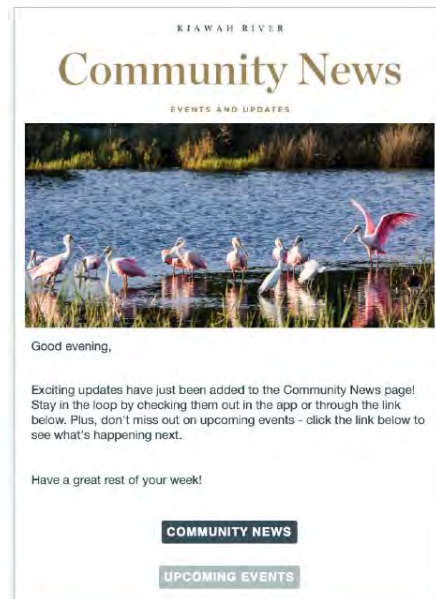 KIAWAH RIVER
Community News
EVENTS AND UPDATES
Good evening,
Exciting updates have just been added to the Community News page!
Stay in the loop by checking them out in the app or through the link
below. Plus, don't miss out on upcoming events - click the link below to
see what's happening next.
Have a great rest of your week!
COMMUNITY NEWS
UPCOMING EVENTS